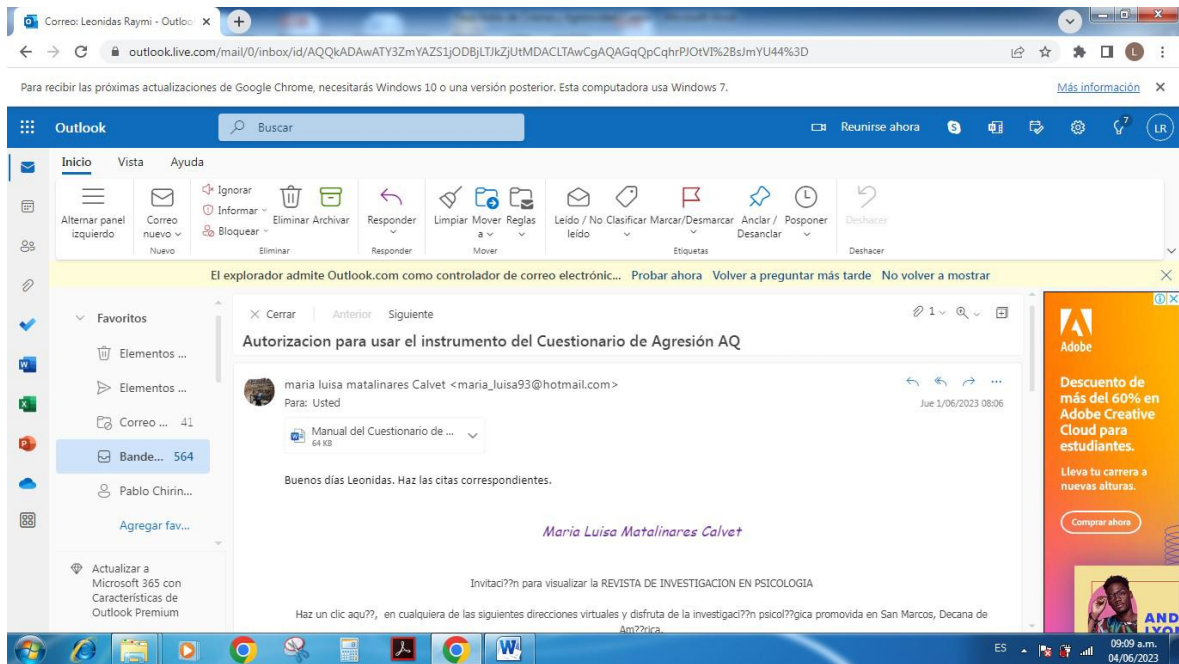 Correo: Leonidas Raymi - Outloo
outlook.live.com/mail/0/inbox/id/AQQkADAwATY3ZmYAZS1jODBjLTJkZjUtMDACLTAwCgAQAGqQpCqhrPJOtVI%2BsJmYU44%3D
L
Para recibir las próximas actualizaciones de Google Chrome, necesitarás Windows 10 o una versión posterior. Esta computadora usa Windows 7.
Más información
Outlook
Buscar
Reunirse ahora
7
LR
Inicio Vista Ayuda
Alternar panel izquierdo
Correo nuevo
Nuevo
Ignorar
Informar
Bloquear
Eliminar Archivar
Eliminar
Responder
Responder
Limpiar Mover a Reglas
Mover
Leído / No leído Clasificar Marcar/Desmarcar Anclar / Desanclar Posponer
Etiquetas
Deshacer
Deshacer
El explorador admite Outlook.com como controlador de correo electrónic... Probar ahora Volver a preguntar más tarde No volver a mostrar
Favoritos
Elementos ...
Elementos ...
Correo ... 41
Bande... 564
Pablo Chirin...
Agregar fav...
Actualizar a
Microsoft 365 con
Características de
Outlook Premium
Cerrar Anterior Siguiente
1
Autorizacion para usar el instrumento del Cuestionario de Agresión AQ
maria luisa matalinares Calvet <maria_luisa93@hotmail.com>
Para: Usted
Jue 1/06/2023 08:06
Manual del Cuestionario de ...
64 KB
Buenos días Leonidas. Haz las citas correspondientes.
Maria Luisa Matalinares Calvet
Invitaci??n para visualizar la REVISTA DE INVESTIGACION EN PSICOLOGIA
Haz un clic aqu??, en cualquiera de las siguientes direcciones virtuales y disfruta de la investigaci??n psicol??gica promovida en San Marcos, Decana de
Am??rica.
Adobe
Descuento de
más del 60% en
Adobe Creative
Cloud para
estudiantes.
Lleva tu carrera a
nuevas alturas.
Comprar ahora
AND
LYON
ES
09:09 a.m.
04/06/2023